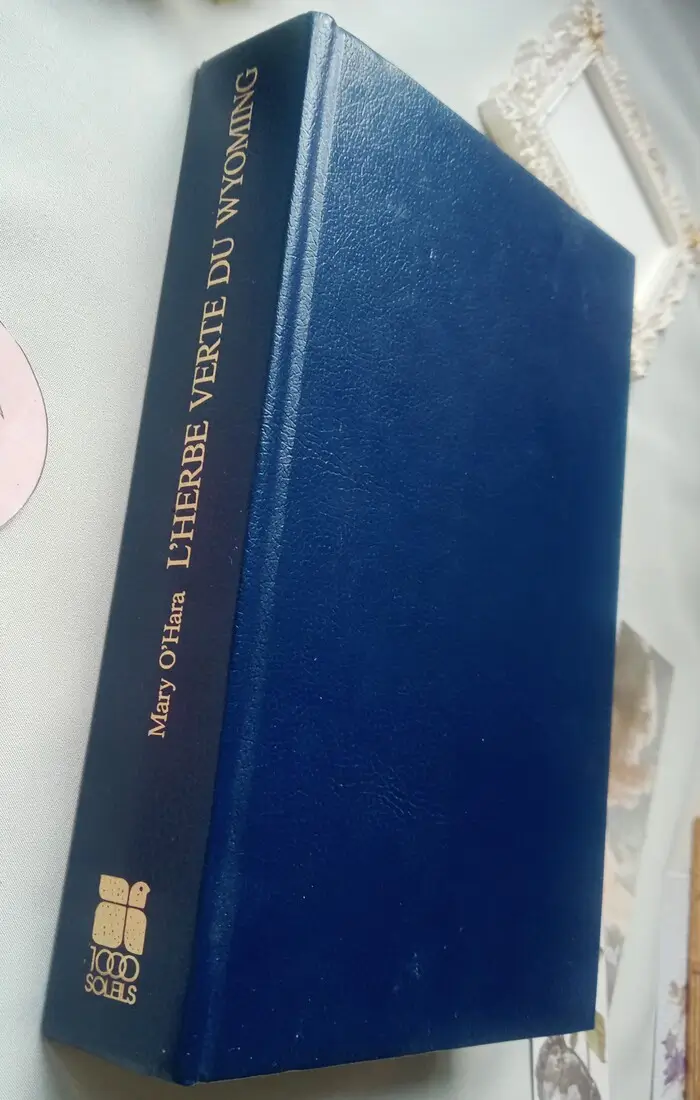 Mary O'Hara L'HERBE VERTE DU WYOMING
1000
SOLEILS